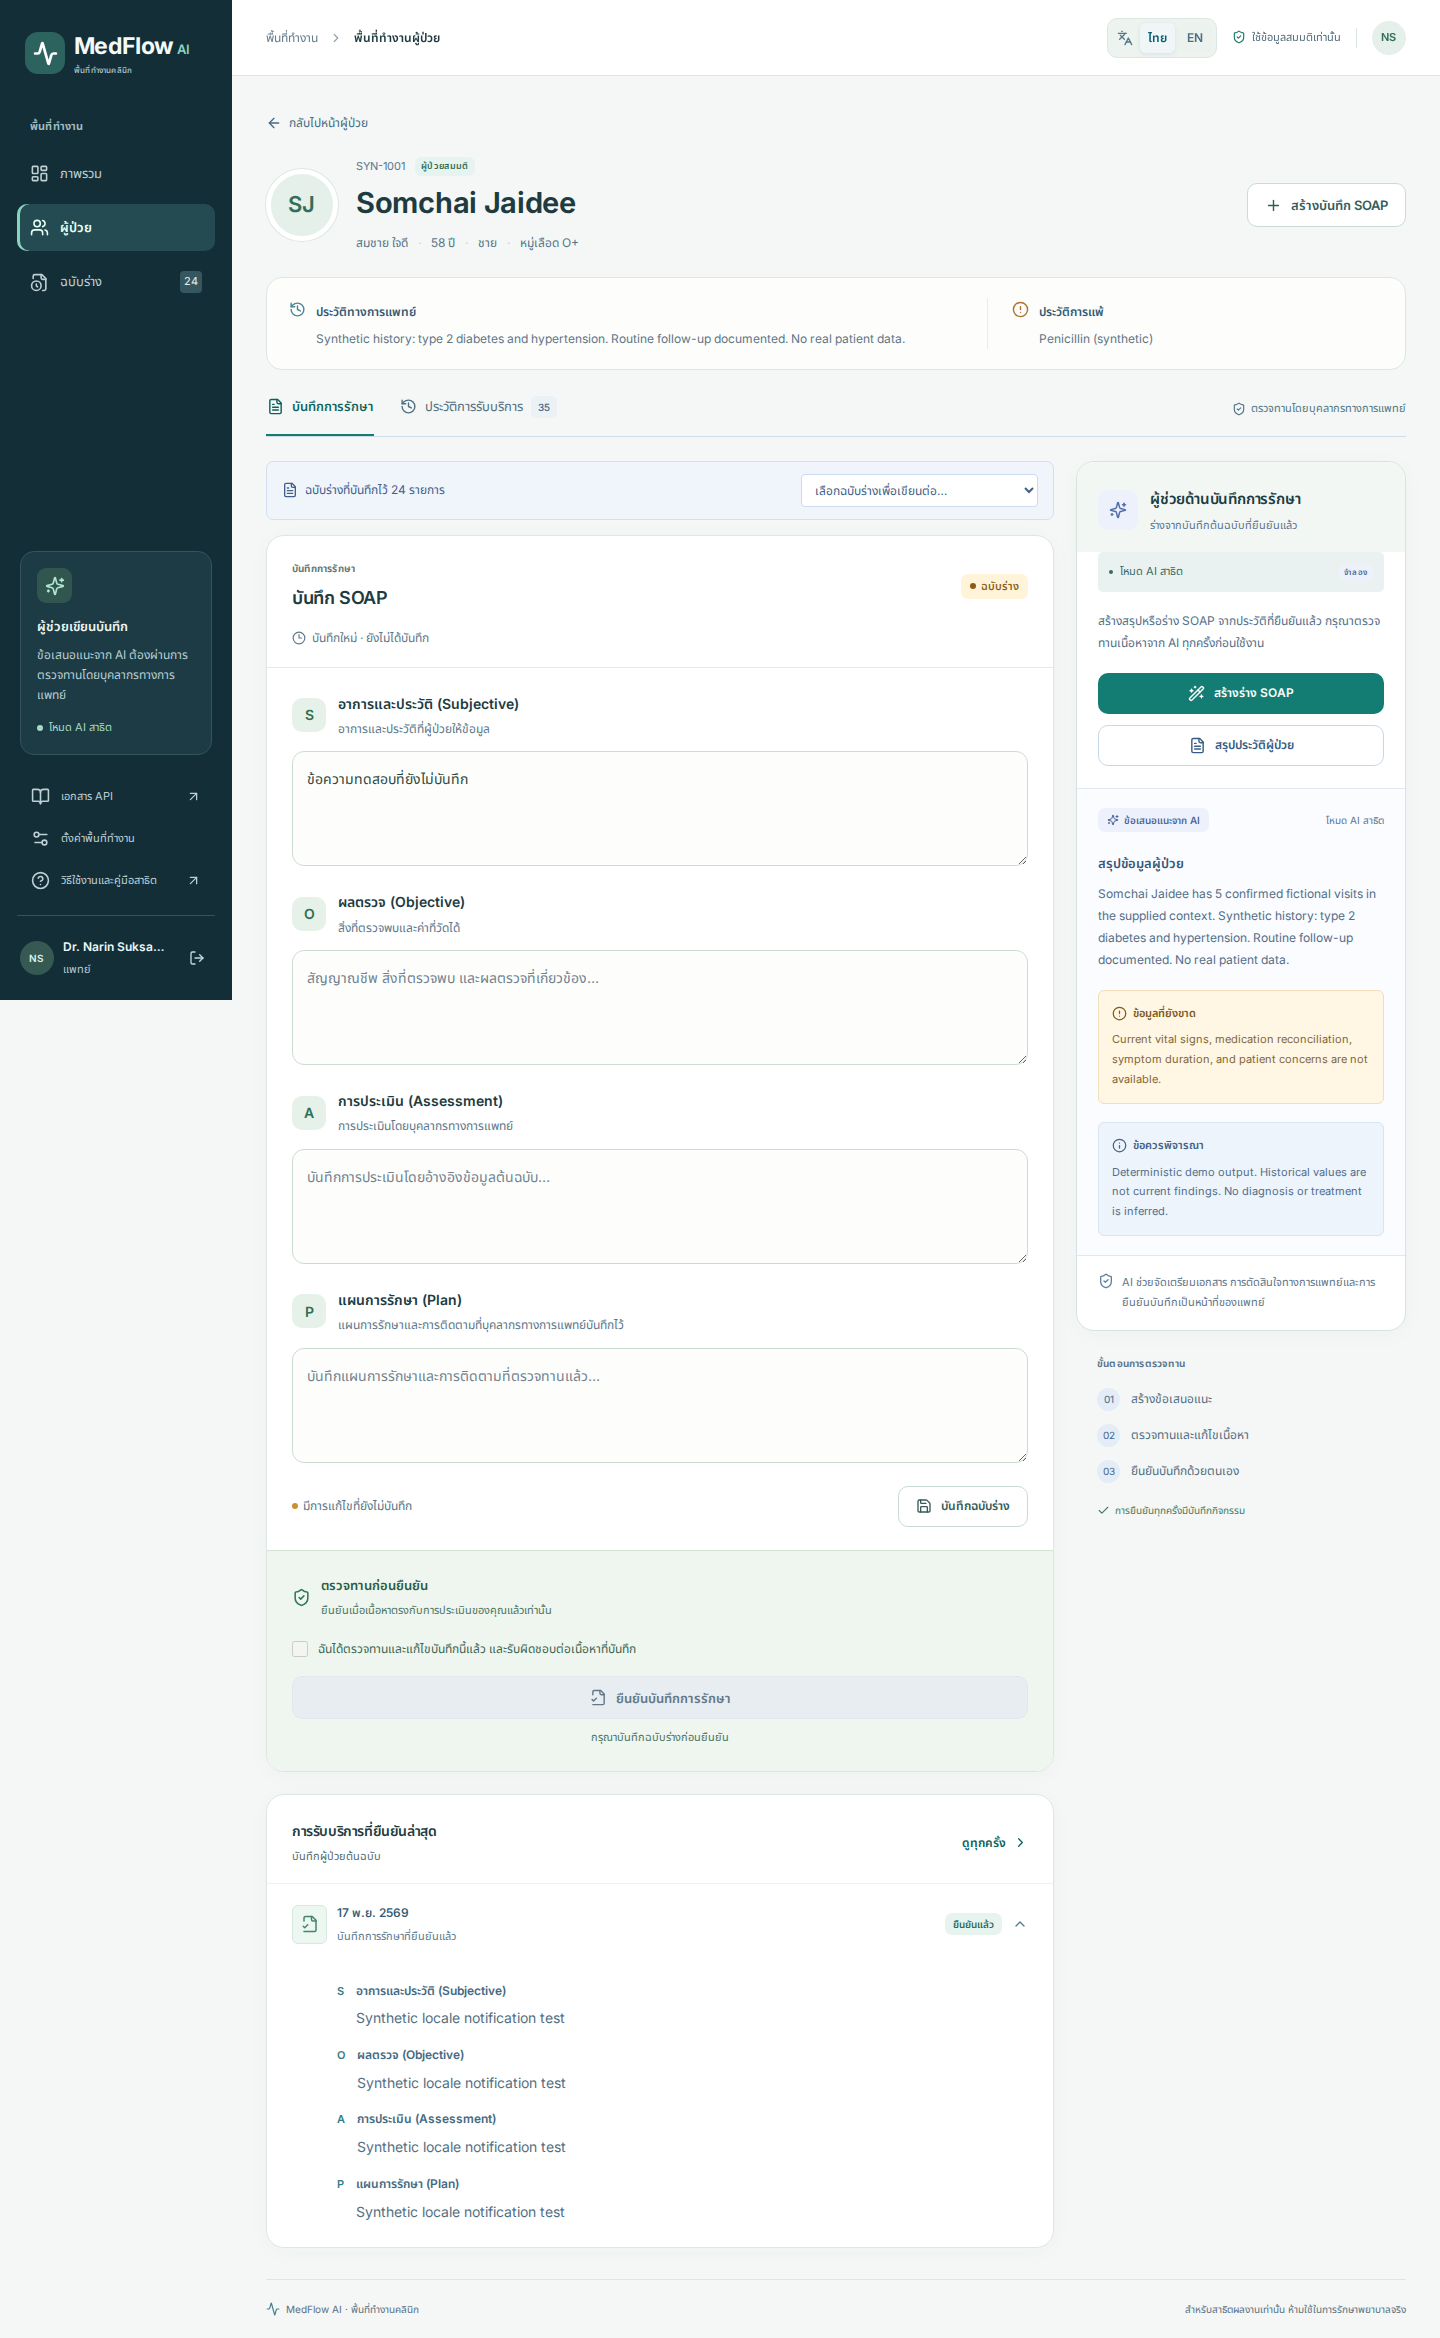 MedFlow AI
พื้นที่ทำงานคลินิก
พื้นที่ทำงาน
ภาพรวม
ผู้ป่วย
ฉบับร่าง 24
ผู้ช่วยเขียนบันทึก
ข้อเสนอแนะจาก AI ต้องผ่านการ
ตรวจทานโดยบุคลากรทางการ
แพทย์
โหมด AI สาธิต
เอกสาร API
ตั้งค่าพื้นที่ทำงาน
วิธีใช้งานและคู่มือสาธิต
NS
Dr. Narin Suksa...
แพทย์
พื้นที่ทำงาน
พื้นที่ทำงานผู้ป่วย
ไทย EN
ใช้ข้อมูลสมมติเท่านั้น
NS
กลับไปหน้าผู้ป่วย
SJ
SYN-1001 ผู้ป่วยสมมติ
Somchai Jaidee
สมชาย ใจดี · 58 ปี · ชาย · หมู่เลือด O+
สร้างบันทึก SOAP
ประวัติทางการแพทย์
Synthetic history: type 2 diabetes and hypertension. Routine follow-up documented. No real patient data.
ประวัติการแพ้
Penicillin (synthetic)
บันทึกการรักษา
ประวัติการรับบริการ 35
ตรวจทานโดยบุคลากรทางการแพทย์
ฉบับร่างที่บันทึกไว้ 24 รายการ
เลือกฉบับร่างเพื่อเขียนต่อ...
บันทึกการรักษา
บันทึก SOAP
ฉบับร่าง
บันทึกใหม่ · ยังไม่ได้บันทึก
S
อาการและประวัติ (Subjective)
อาการและประวัติที่ผู้ป่วยให้ข้อมูล
ข้อความทดสอบที่ยังไม่บันทึก
O
ผลตรวจ (Objective)
สิ่งที่ตรวจพบและค่าที่วัดได้
สัญญาณชีพ สิ่งที่ตรวจพบ และผลตรวจที่เกี่ยวข้อง...
A
การประเมิน (Assessment)
การประเมินโดยบุคลากรทางการแพทย์
บันทึกการประเมินโดยอ้างอิงข้อมูลต้นฉบับ...
P
แผนการรักษา (Plan)
แผนการรักษาและการติดตามที่บุคลากรทางการแพทย์บันทึกไว้
บันทึกแผนการรักษาและการติดตามที่ตรวจทานแล้ว...
มีการแก้ไขที่ยังไม่บันทึก
บันทึกฉบับร่าง
ตรวจทานก่อนยืนยัน
ยืนยันเมื่อเนื้อหาตรงกับการประเมินของคุณแล้วเท่านั้น
ฉันได้ตรวจทานและแก้ไขบันทึกนี้แล้ว และรับผิดชอบต่อเนื้อหาที่บันทึก
ยืนยันบันทึกการรักษา
กรุณาบันทึกฉบับร่างก่อนยืนยัน
ผู้ช่วยด้านบันทึกการรักษา
ร่างจากบันทึกต้นฉบับที่ยืนยันแล้ว
โหมด AI สาธิต
จำลอง
สร้างสรุปหรือร่าง SOAP จากประวัติที่ยืนยันแล้ว กรุณาตรวจ
ทานเนื้อหาจาก AI ทุกครั้งก่อนใช้งาน
สร้างร่าง SOAP
สรุปประวัติผู้ป่วย
ข้อเสนอแนะจาก AI
โหมด AI สาธิต
สรุปข้อมูลผู้ป่วย
Somchai Jaidee has 5 confirmed fictional visits in
the supplied context. Synthetic history: type 2
diabetes and hypertension. Routine follow-up
documented. No real patient data.
ข้อมูลที่ยังขาด
Current vital signs, medication reconciliation,
symptom duration, and patient concerns are not
available.
ข้อควรพิจารณา
Deterministic demo output. Historical values are
not current findings. No diagnosis or treatment
is inferred.
AI ช่วยจัดเตรียมเอกสาร การตัดสินใจทางการแพทย์และการ
ยืนยันบันทึกเป็นหน้าที่ของแพทย์
ขั้นตอนการตรวจทาน
01 สร้างข้อเสนอแนะ
02 ตรวจทานและแก้ไขเนื้อหา
03 ยืนยันบันทึกด้วยตนเอง
การยืนยันทุกครั้งมีบันทึกกิจกรรม
การรับบริการที่ยืนยันล่าสุด
บันทึกผู้ป่วยต้นฉบับ
ดูทุกครั้ง
17 พ.ย. 2569
บันทึกการรักษาที่ยืนยันแล้ว
ยืนยันแล้ว
S อาการและประวัติ (Subjective)
Synthetic locale notification test
O ผลตรวจ (Objective)
Synthetic locale notification test
A การประเมิน (Assessment)
Synthetic locale notification test
P แผนการรักษา (Plan)
Synthetic locale notification test
MedFlow AI · พื้นที่ทำงานคลินิก
สำหรับสาธิตผลงานเท่านั้น ห้ามใช้ในการรักษาพยาบาลจริง